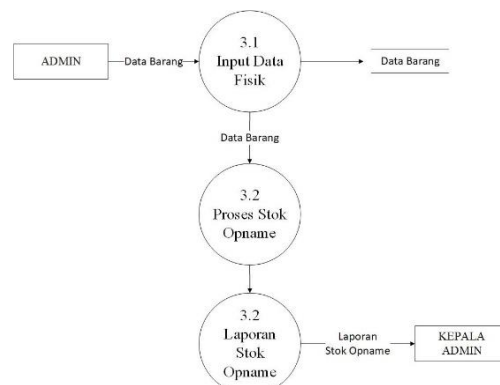 3.1
Input Data
Fisik
ADMIN
Data Barang
Data Barang
Data Barang
3.2
Proses Stok
Opname
3.2
Laporan
Stok
Opname
Laporan
Stok Opname
KEPALA
ADMIN